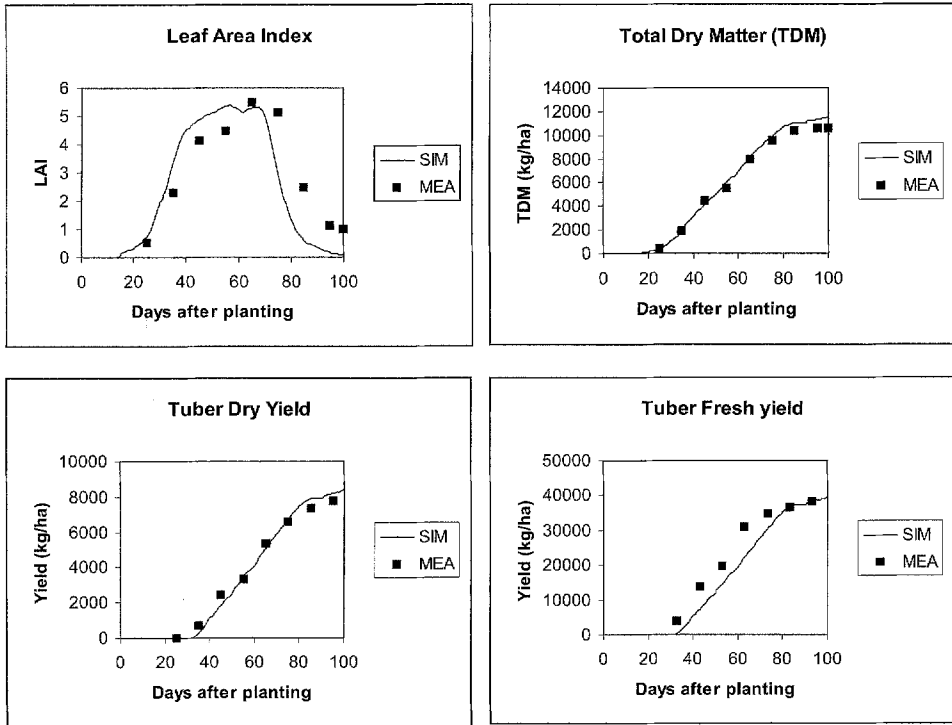 Leaf Area Index
6
5
4
3
2
1
0
LAI
0 20 40 60 80 100
Days after planting
SIM
MEA
Total Dry Matter (TDM)
14000
12000
10000
8000
6000
4000
2000
0
TDM (kg/ha)
0 20 40 60 80 100
Days after planting
SIM
MEA
Tuber Dry Yield
10000
8000
6000
4000
2000
0
Yield (kg/ha)
0 20 40 60 80 100
Days after planting
SIM
MEA
Tuber Fresh yield
50000
40000
30000
20000
10000
0
Yield (kg/ha)
0 20 40 60 80 100
Days after planting
SIM
MEA